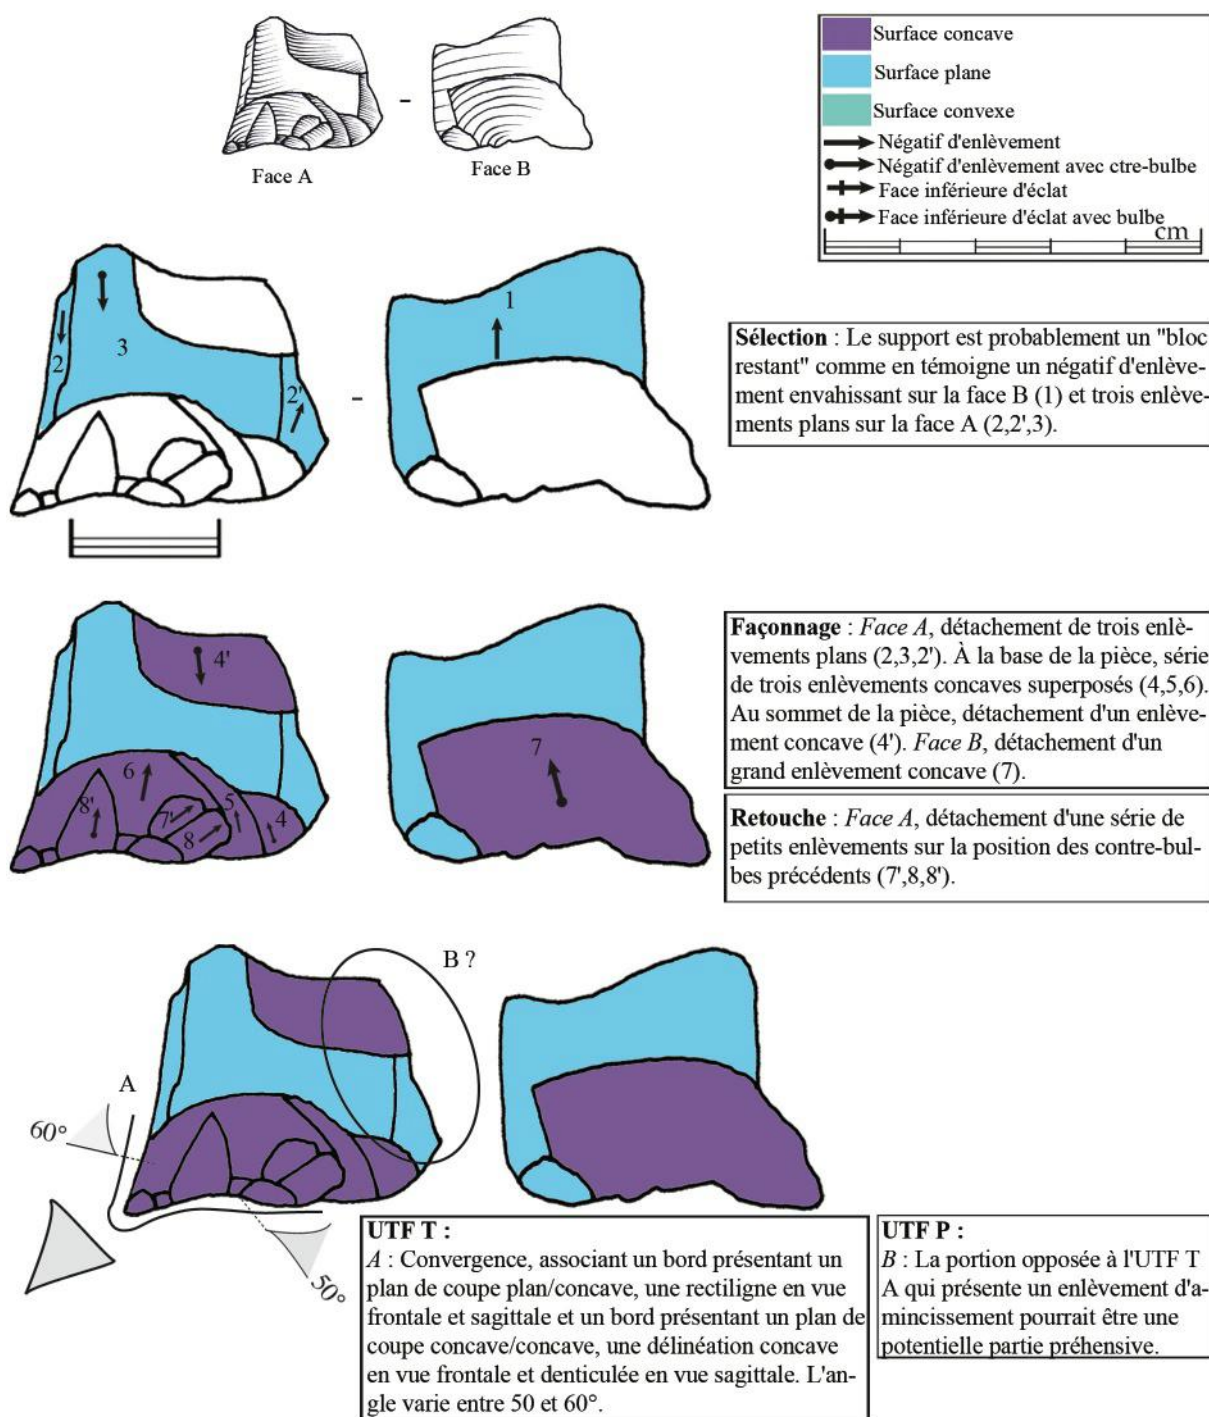 Face A
-
Face B
Surface concave
Surface plane
Surface convexe
Négatif d'enlèvement
Négatif d'enlèvement avec ctre-bulbe
Face inférieure d'éclat
Face inférieure d'éclat avec bulbe
cm
2
3
2'
-
1
Sélection : Le support est probablement un "bloc
restant" comme en témoigne un négatif d'enlève-
ment envahissant sur la face B (1) et trois enlève-
ments plans sur la face A (2,2',3).
4'
6
8'
7'
8
5
4
7
Façonnage : Face A, détachement de trois enlè-
vements plans (2,3,2'). À la base de la pièce, série
de trois enlèvements concaves superposés (4,5,6).
Au sommet de la pièce, détachement d'un enlève-
ment concave (4'). Face B, détachement d'un
grand enlèvement concave (7).
Retouche : Face A, détachement d'une série de
petits enlèvements sur la position des contre-bul-
bes précédents (7',8,8').
B ?
A
60°
50°
UTF T :
A : Convergence, associant un bord présentant un
plan de coupe plan/concave, une rectiligne en vue
frontale et sagittale et un bord présentant un plan de
coupe concave/concave, une délinéation concave
en vue frontale et denticulée en vue sagittale. L'an-
gle varie entre 50 et 60°.
UTF P :
B : La portion opposée à l'UTF T
A qui présente un enlèvement d'a-
mincissement pourrait être une
potentielle partie préhensive.